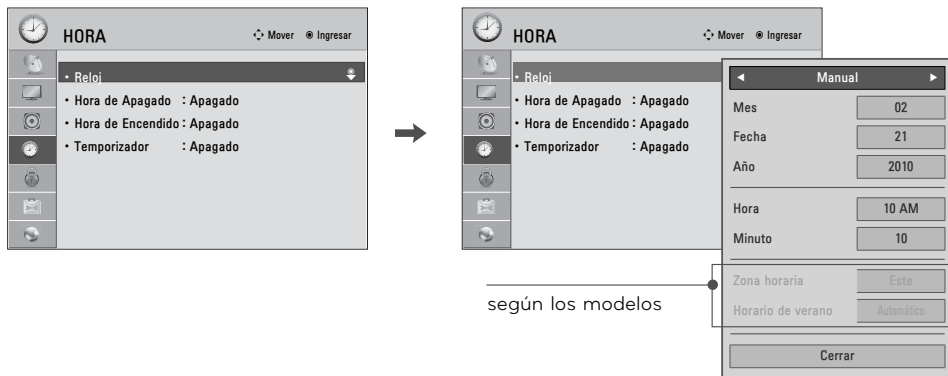 HORA
Mover Ingresar
• Reloj
• Hora de Apagado : Apagado
• Hora de Encendido : Apagado
• Temporizador : Apagado
HORA
Mover Ingresar
• Reloj
• Hora de Apagado : Apagado
• Hora de Encendido : Apagado
• Temporizador : Apagado
Manual
Mes 02
Fecha 21
Año 2010
Hora 10 AM
Minuto 10
Zona horaria Este
Horario de verano Automático
Cerrar
según los modelos